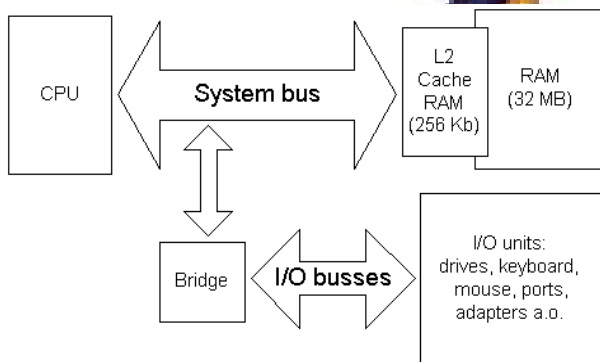 CPU
System bus
L2
Cache
RAM
(256 Kb)
RAM
(32 MB)
Bridge
I/O busses
I/O units:
drives, keyboard,
mouse, ports,
adapters a.o.